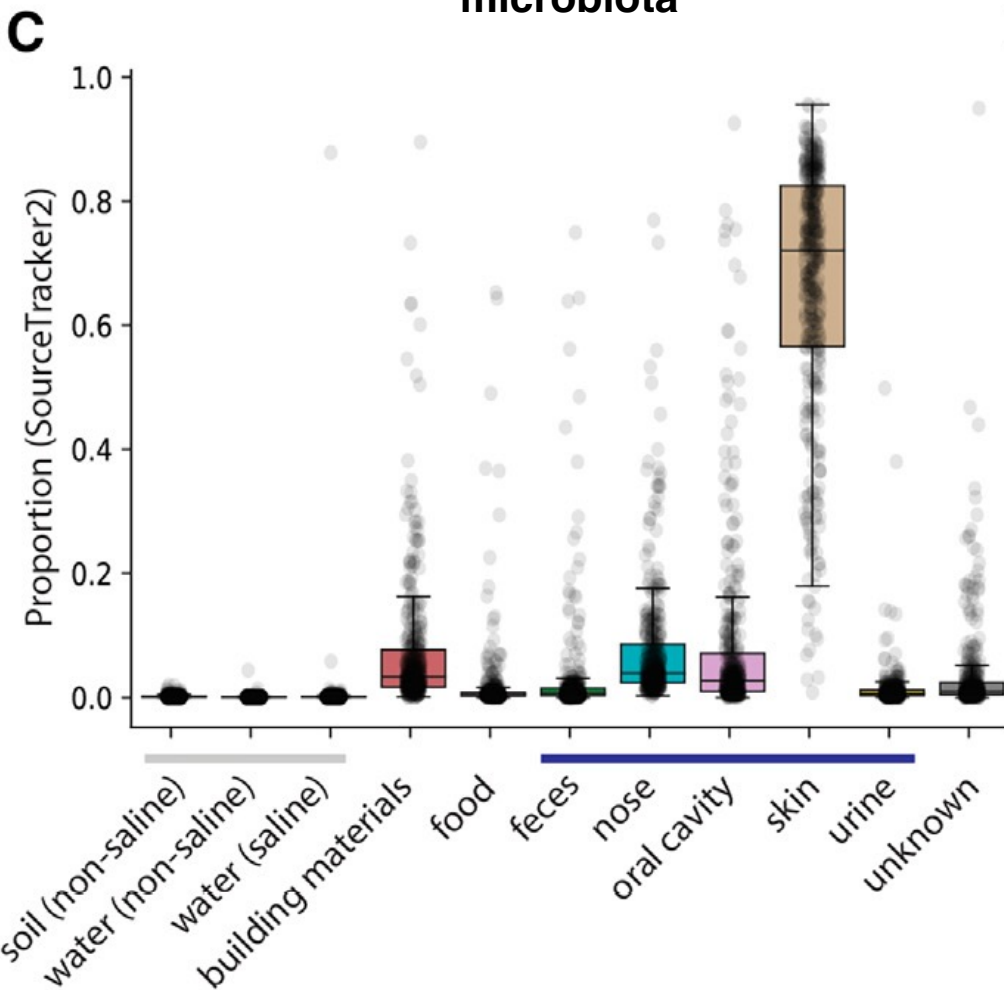 microbiota
C
Proportion (SourceTracker2)
1.0
0.8
0.6
0.4
0.2
0.0
soil (non-saline)
water (non-saline)
water (saline)
building materials
food
feces
nose
oral cavity
skin
urine
unknown